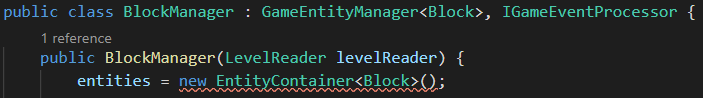 public class BlockManager : GameEntityManager<Block>, IGameEventProcessor {
1 reference
public BlockManager(LevelReader levelReader) {
entities = new EntityContainer<Block>();